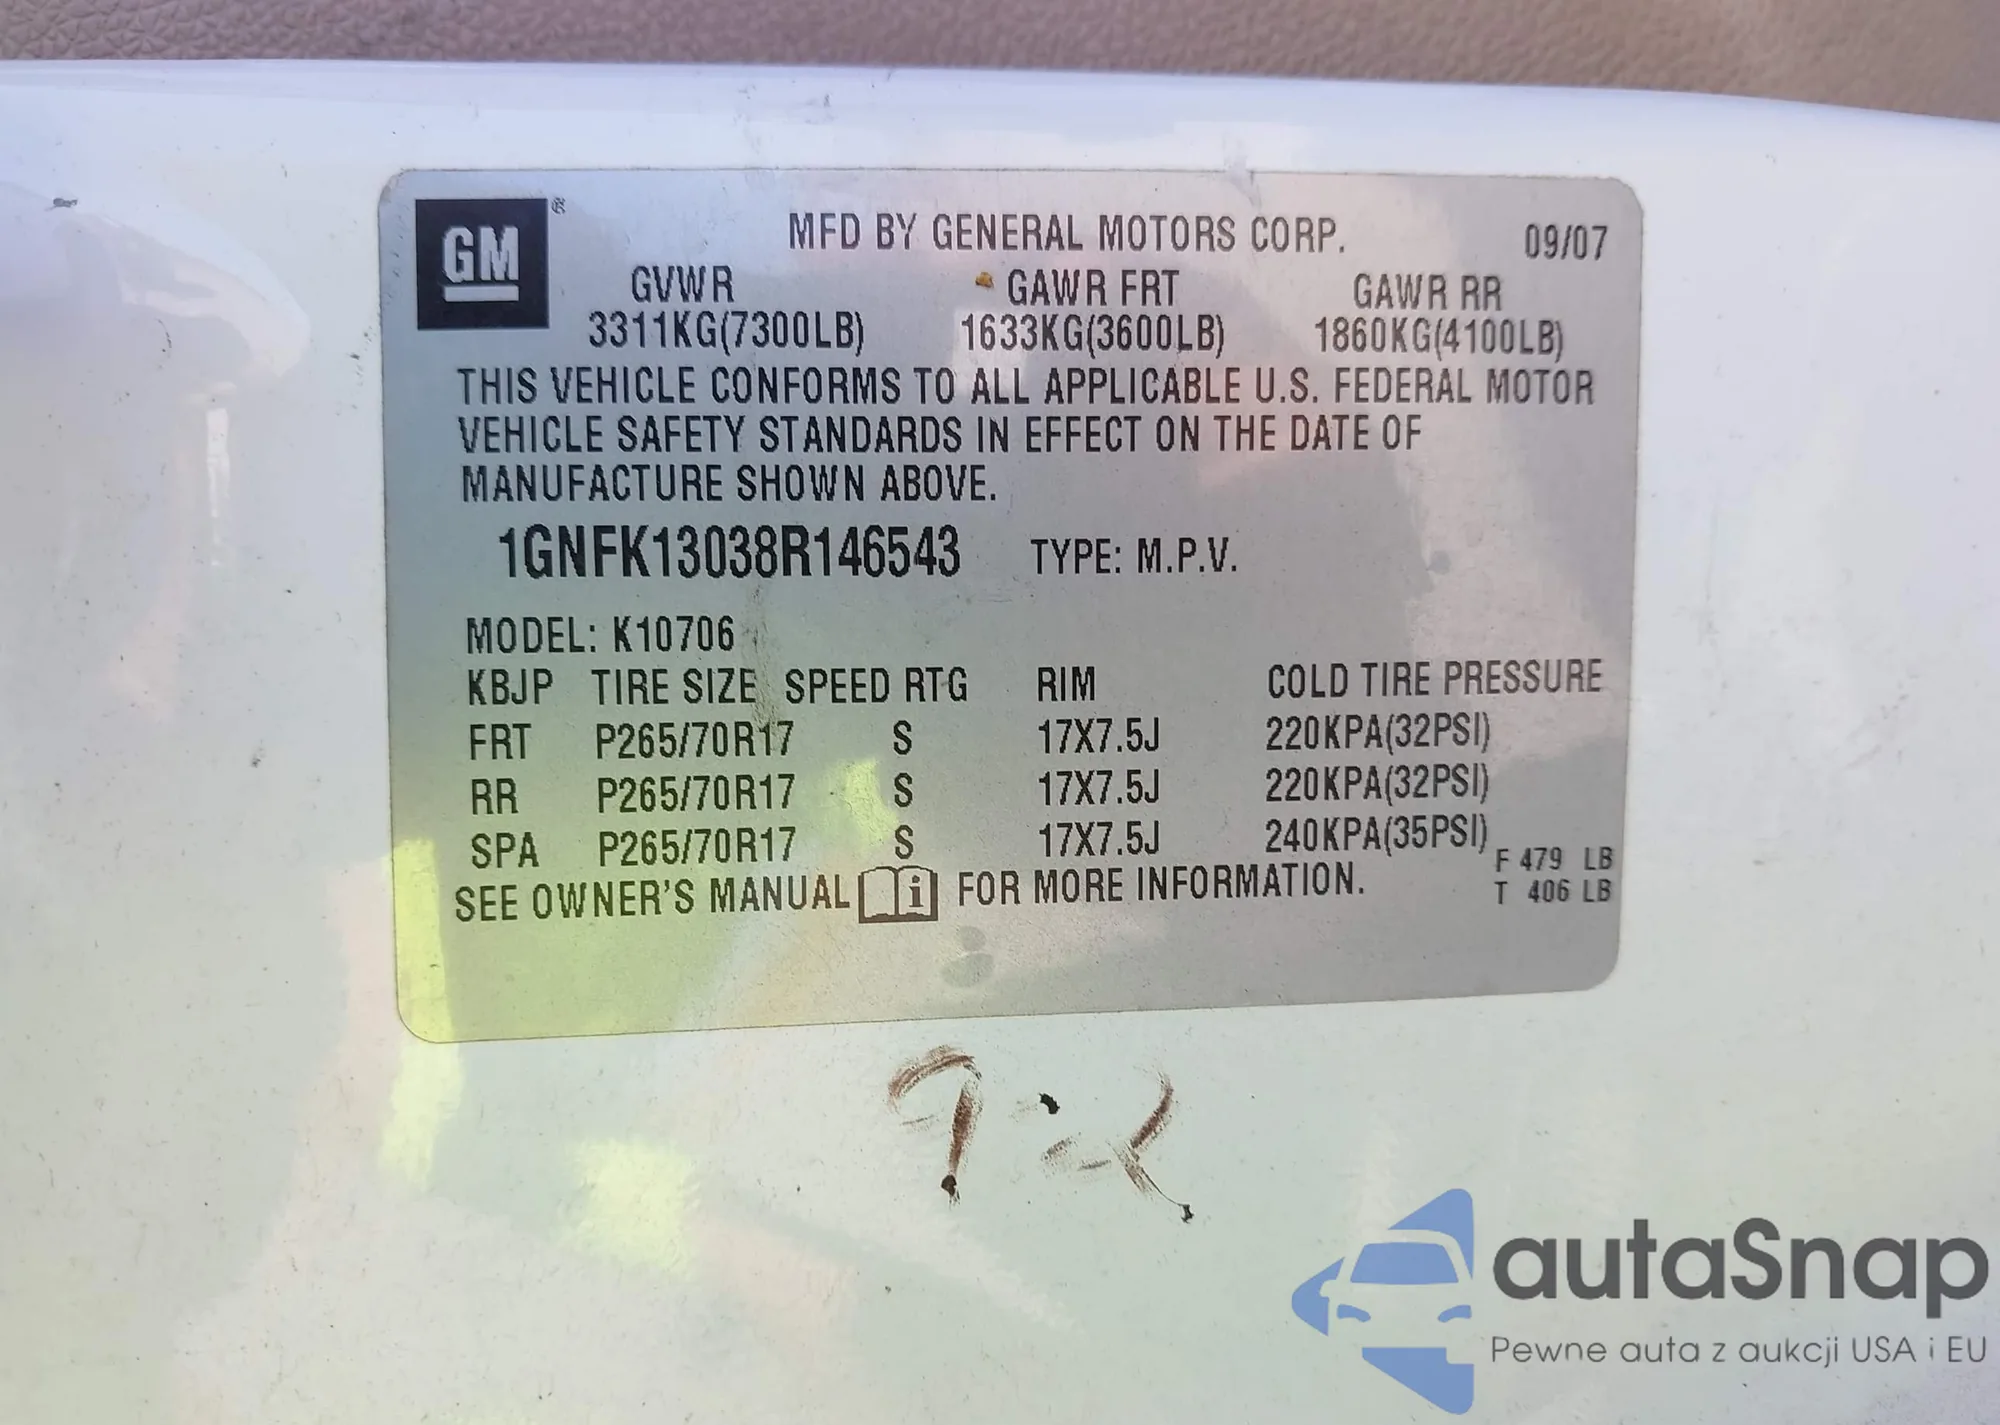 GM ®
MFD BY GENERAL MOTORS CORP. 09/07
GVWR GAWR FRT GAWR RR
3311KG(7300LB) 1633KG(3600LB) 1860KG(4100LB)
THIS VEHICLE CONFORMS TO ALL APPLICABLE U.S. FEDERAL MOTOR
VEHICLE SAFETY STANDARDS IN EFFECT ON THE DATE OF
MANUFACTURE SHOWN ABOVE.
1GNFK13038R146543 TYPE: M.P.V.
MODEL: K10706
KBJP TIRE SIZE SPEED RTG RIM COLD TIRE PRESSURE
FRT P265/70R17 S 17X7.5J 220KPA(32PSI)
RR P265/70R17 S 17X7.5J 220KPA(32PSI)
SPA P265/70R17 S 17X7.5J 240KPA(35PSI)
F 479 LB
SEE OWNER'S MANUAL i FOR MORE INFORMATION.
T 406 LB
autaSnap
Pewne auta z aukcji USA i EU